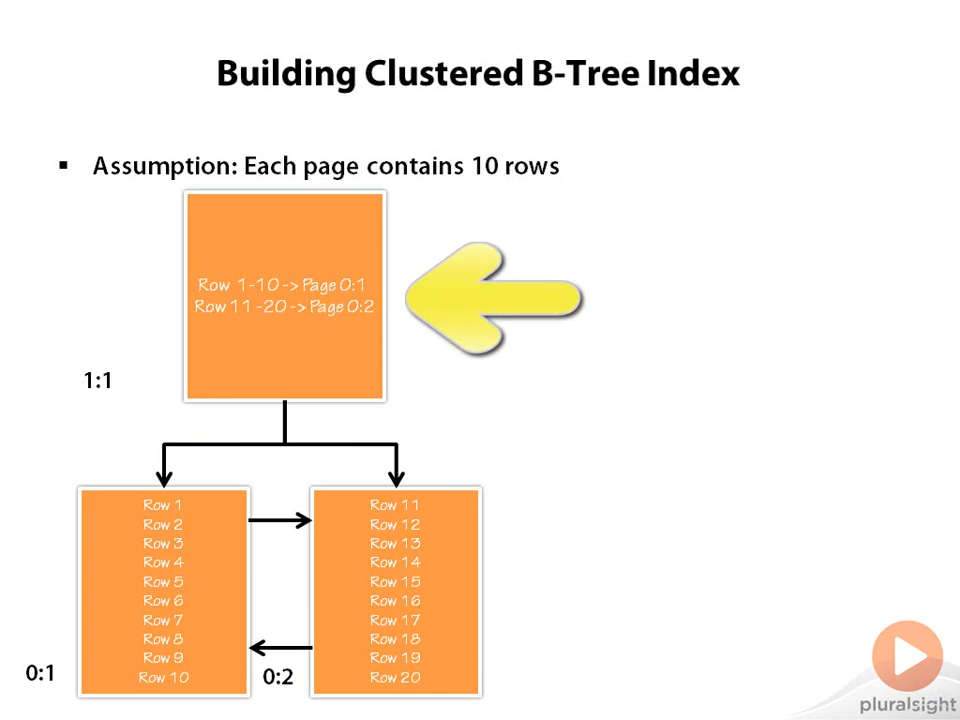 Building Clustered B-Tree Index
▪ Assumption: Each page contains 10 rows
Row 1-10 -> Page 0:1
Row 11 -20 -> Page 0:2
1:1
Row 1
Row 2
Row 3
Row 4
Row 5
Row 6
Row 7
Row 8
Row 9
Row 10
0:1
Row 11
Row 12
Row 13
Row 14
Row 15
Row 16
Row 17
Row 18
Row 19
Row 20
0:2
pluralsight